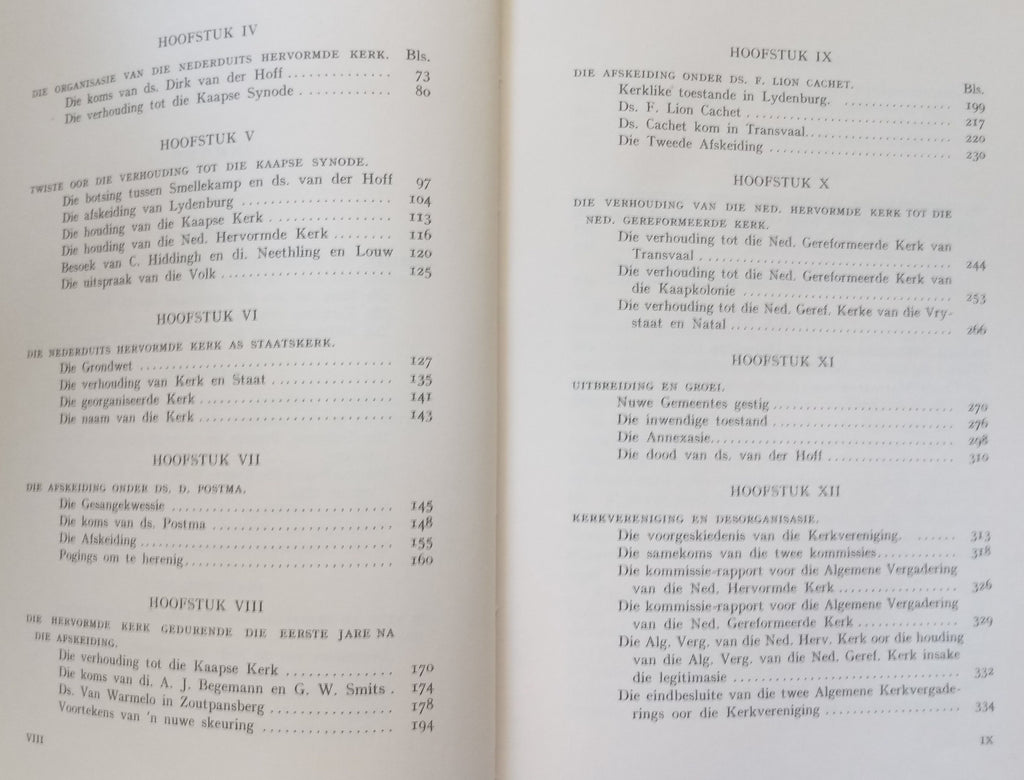 HOOFSTUK IV
Bls.
DIE ORGANISASIE VAN DIE NEDERDUITS HERVORMDE KERK.
Die koms van ds. Dirk van der Hoff ............. 73
Die verhouding tot die Kaapse Synode ............ 80
HOOFSTUK V
TWISTE OOR DIE VERHOUDING TOT DIE KAAPSE SYNODE.
Die botsing tussen Smellekamp en ds. van der Hoff 97
Die afskeiding van Lydenburg .................... 104
Die houding van die Kaapse Kerk ................ 113
Die houding van die Ned. Hervormde Kerk ........ 116
Besoek van C. Hiddingh en di. Neethling en Louw 120
Die uitspraak van die Volk ...................... 125
HOOFSTUK VI
DIE NEDERDUITS HERVORMDE KERK AS STAATSKERK.
Die Grondwet .................................. 127
Die verhouding van Kerk en Staat ................ 135
Die georganiseerde Kerk ......................... 141
Die naam van die Kerk .......................... 143
HOOFSTUK VII
DIE AFSKEIDING ONDER DS. D. POSTMA.
Die Gesangekwessie .............................. 145
Die koms van ds. Postma ........................ 148
Die Afskeiding .................................. 155
Pogings om te herenig ........................... 160
HOOFSTUK VIII
DIE HERVORMDE KERK GEDURENDE DIE EERSTE JARE NA
DIE AFSKEIDING.
Die verhouding tot die Kaapse Kerk .............. 170
Die koms van di. A. J. Begemann en G. W. Smits . 174
Ds. Van Warmelo in Zoutpansberg ................ 178
Voortekens van 'n nuwe skeuring ................. 194
VIII
HOOFSTUK IX
DIE AFSKEIDING ONDER DS. F. LION CACHET.
Bls.
Kerklike toestande in Lydenburg. ................ 199
Ds. F. Lion Cachet .............................. 217
Ds. Cachet kom in Transvaal...................... 220
Die Tweede Afskeiding ........................... 230
HOOFSTUK X
DIE VERHOUDING VAN DIE NED. HERVORMDE KERK TOT DIE
NED. GEREFORMEERDE KERK.
Die verhouding tot die Ned. Gereformeerde Kerk van
Transvaal ...................................... 244
Die verhouding tot die Ned. Gereformeerde Kerk van
die Kaapkolonie ................................ 253
Die verhouding tot die Ned. Geref. Kerke van die Vry-
staat en Natal ................................. 266
HOOFSTUK XI
UITBREIDING EN GROEI.
Nuwe Gemeentes gestig ........................... 270
Die inwendige toestand .......................... 276
Die Annexasie.................................... 298
Die dood van ds. van der Hoff ................... 310
HOOFSTUK XII
KERKVERENIGING EN DESORGANISASIE.
Die voorgeskiedenis van die Kerkvereniging. ...... 313
Die samekoms van die twee kommissies............. 318
Die kommissie-rapport voor die Algemene Vergadering
van die Ned. Hervormde Kerk .................... 326
Die kommissie-rapport voor die Algemene Vergadering
van die Ned. Gereformeerde Kerk ................ 329
Die Alg. Verg. van die Ned. Herv. Kerk oor die houding
van die Alg. Verg. van die Ned. Geref. Kerk insake
die legitimasie ................................ 332
Die eindbesluite van die twee Algemene Kerkvergade-
rings oor die Kerkvereniging .................... 334
IX